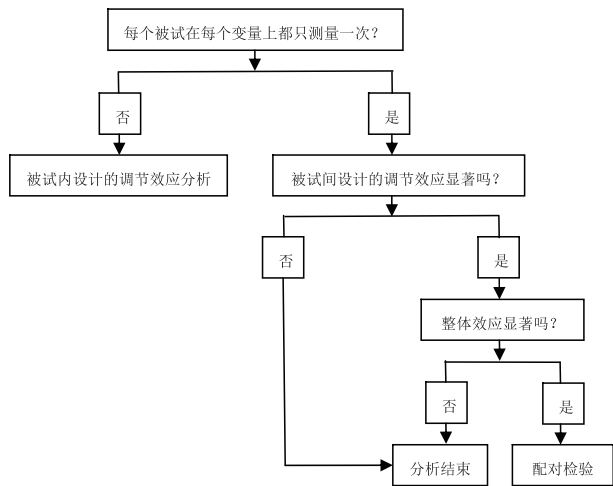 每个被试在每个变量上都只测量一次？
否
是
被试内设计的调节效应分析
被试间设计的调节效应显著吗？
否
是
整体效应显著吗？
否
是
分析结束
配对检验